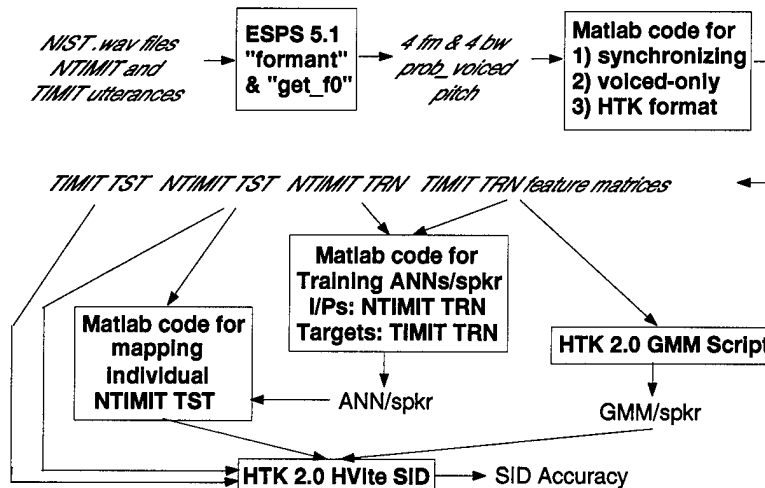 NIST .wav files
NTIMIT and
TIMIT utterances
ESPS 5.1
"formant"
& "get_f0"
4 fm & 4 bw
prob_voiced
pitch
Matlab code for
1) synchronizing
2) voiced-only
3) HTK format
TIMIT TST NTIMIT TST NTIMIT TRN TIMIT TRN feature matrices
Matlab code for
Training ANNs/spkr
I/Ps: NTIMIT TRN
Targets: TIMIT TRN
Matlab code for
mapping
individual
NTIMIT TST
HTK 2.0 GMM Script
ANN/spkr
GMM/spkr
HTK 2.0 HVite SID
SID Accuracy